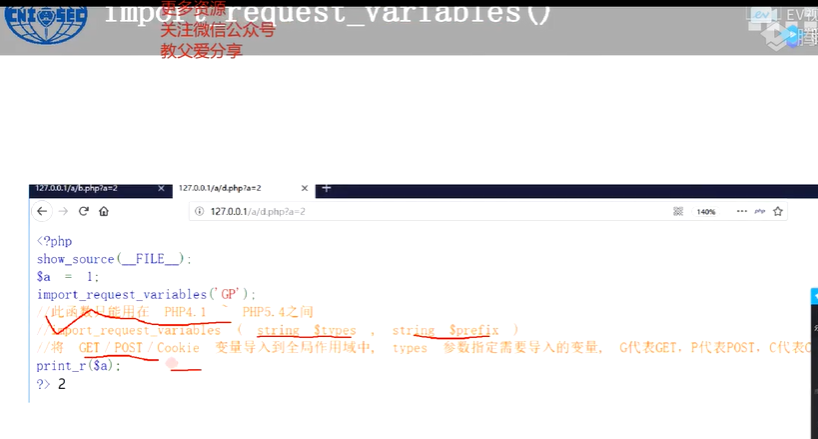 import_request_variables()
更多资源
关注微信公众号
教父爱分享
CNISEC
EV
127.0.0.1/a/b.php?a=2 × 127.0.0.1/a/d.php?a=2 × +
127.0.0.1/a/d.php?a=2 140% ... php
<?php
show_source(__FILE__);
$a = 1;
import_request_variables('GP');
//此函数只能用在 PHP4.1 ~ PHP5.4之间
//import_request_variables ( string $types , string $prefix )
//将 GET/POST/Cookie 变量导入到全局作用域中, types 参数指定需要导入的变量, G代表GET,P代表POST,C代表C
print_r($a);
?> 2